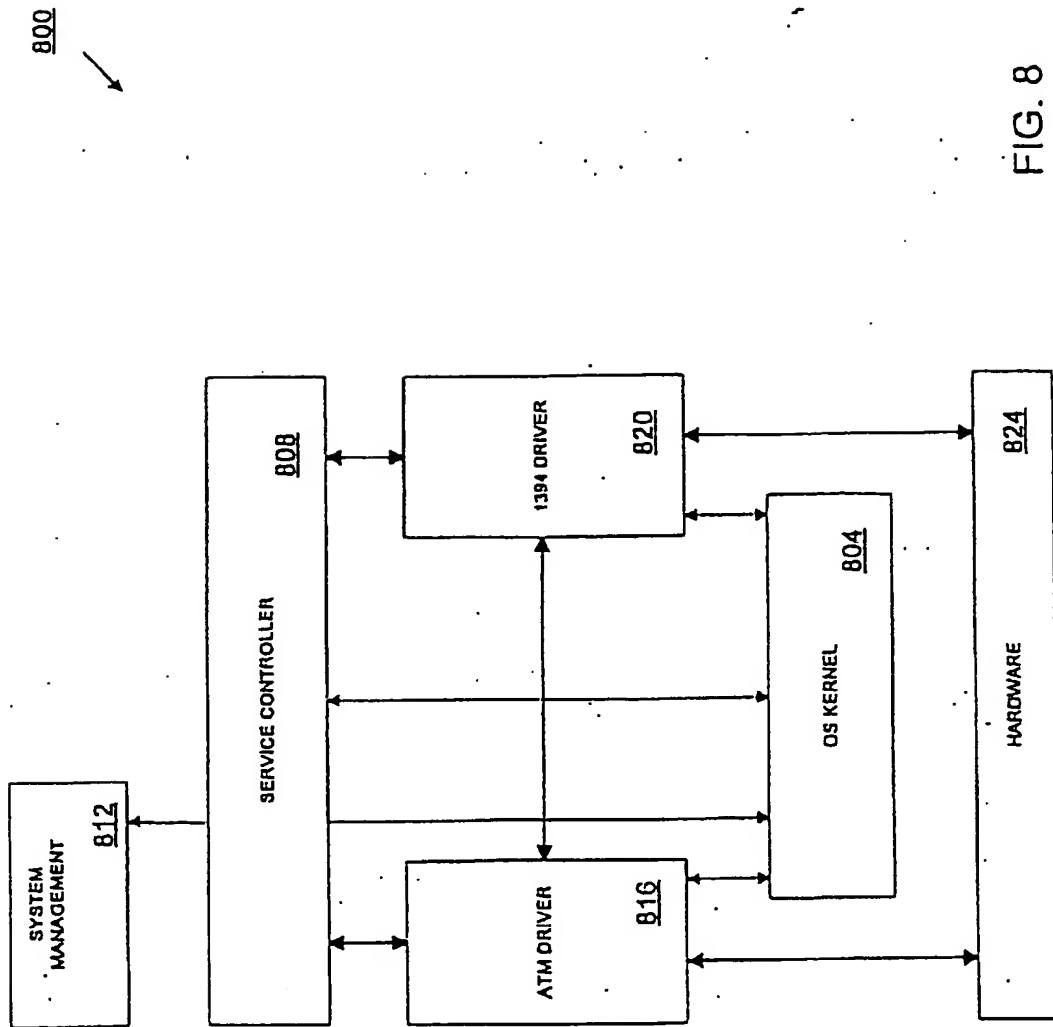 800
SYSTEM
MANAGEMENT
812
SERVICE CONTROLLER
808
ATM DRIVER
816
1394 DRIVER
820
OS KERNEL
804
HARDWARE
824
FIG. 8